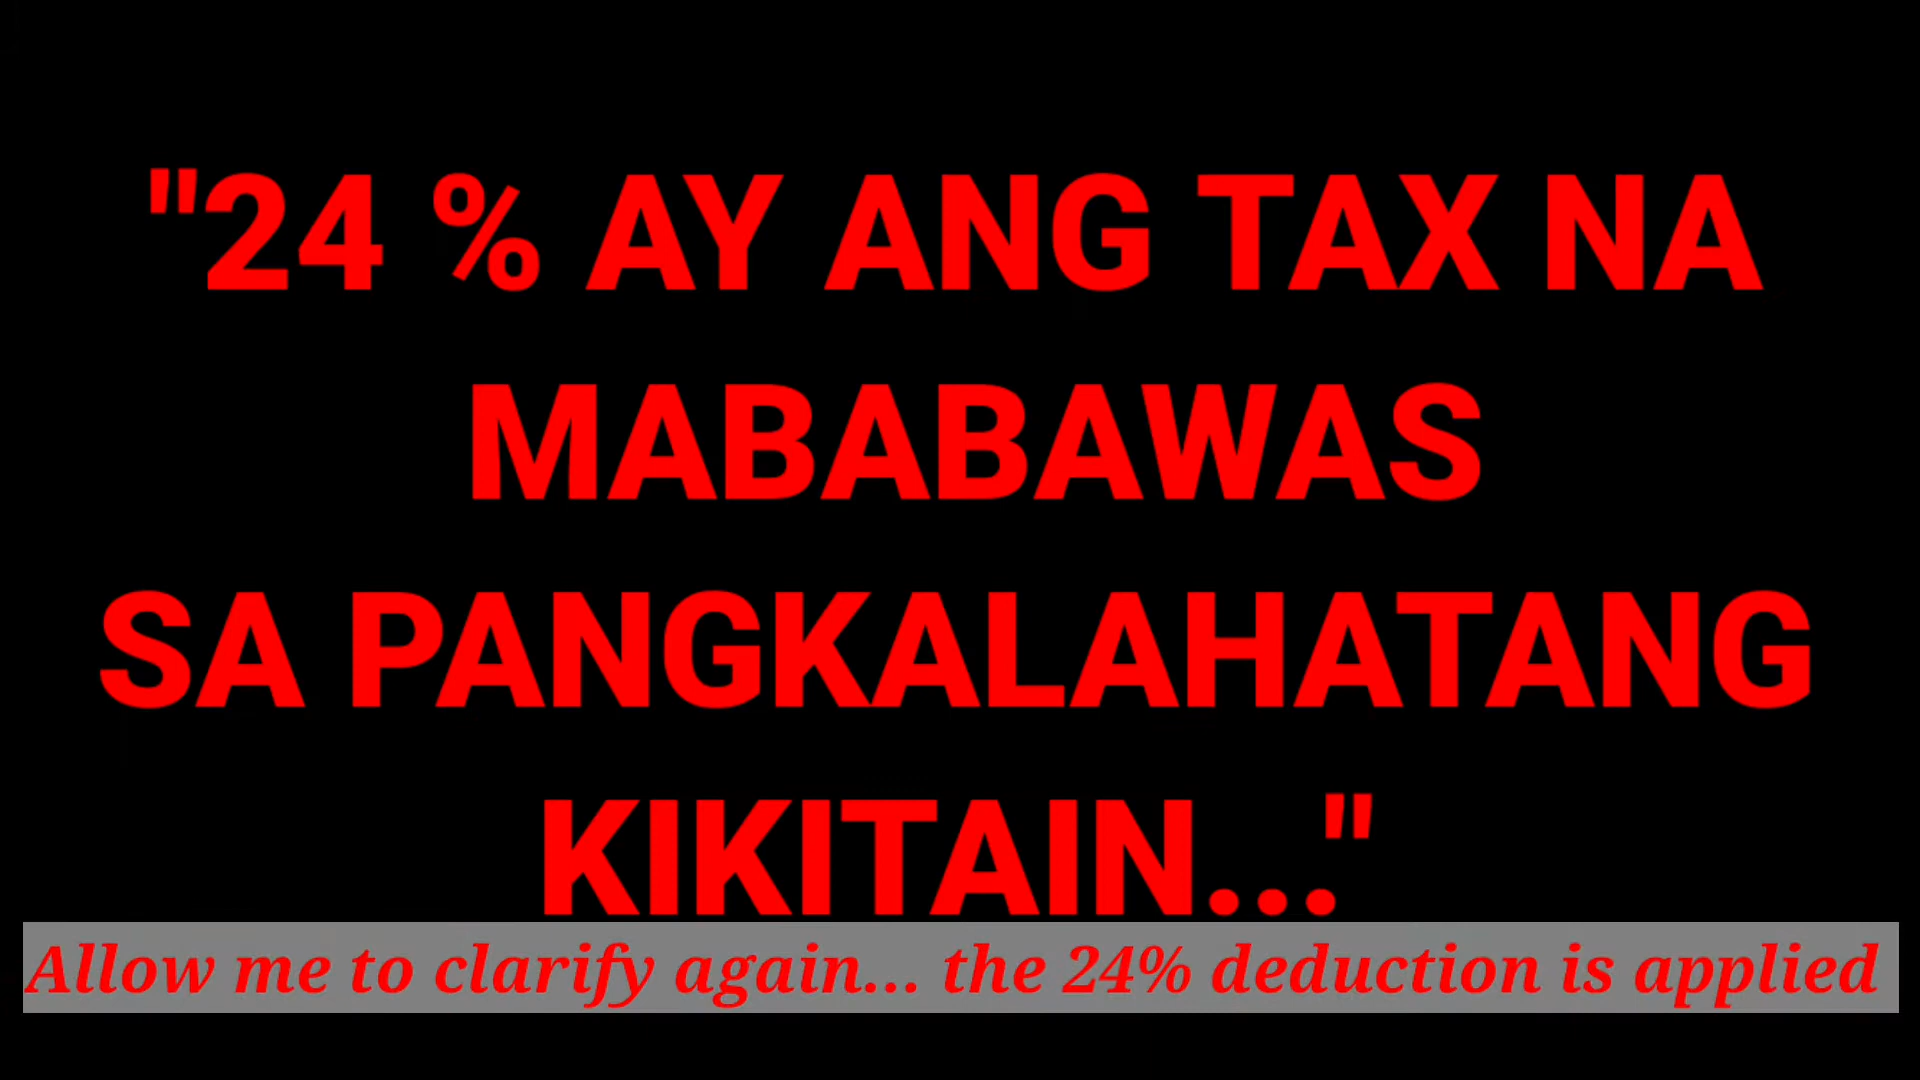 "24 % AY ANG TAX NA
MABABAWAS
SA PANGKALAHATANG
KIKITAIN..."
Allow me to clarify again... the 24% deduction is applied